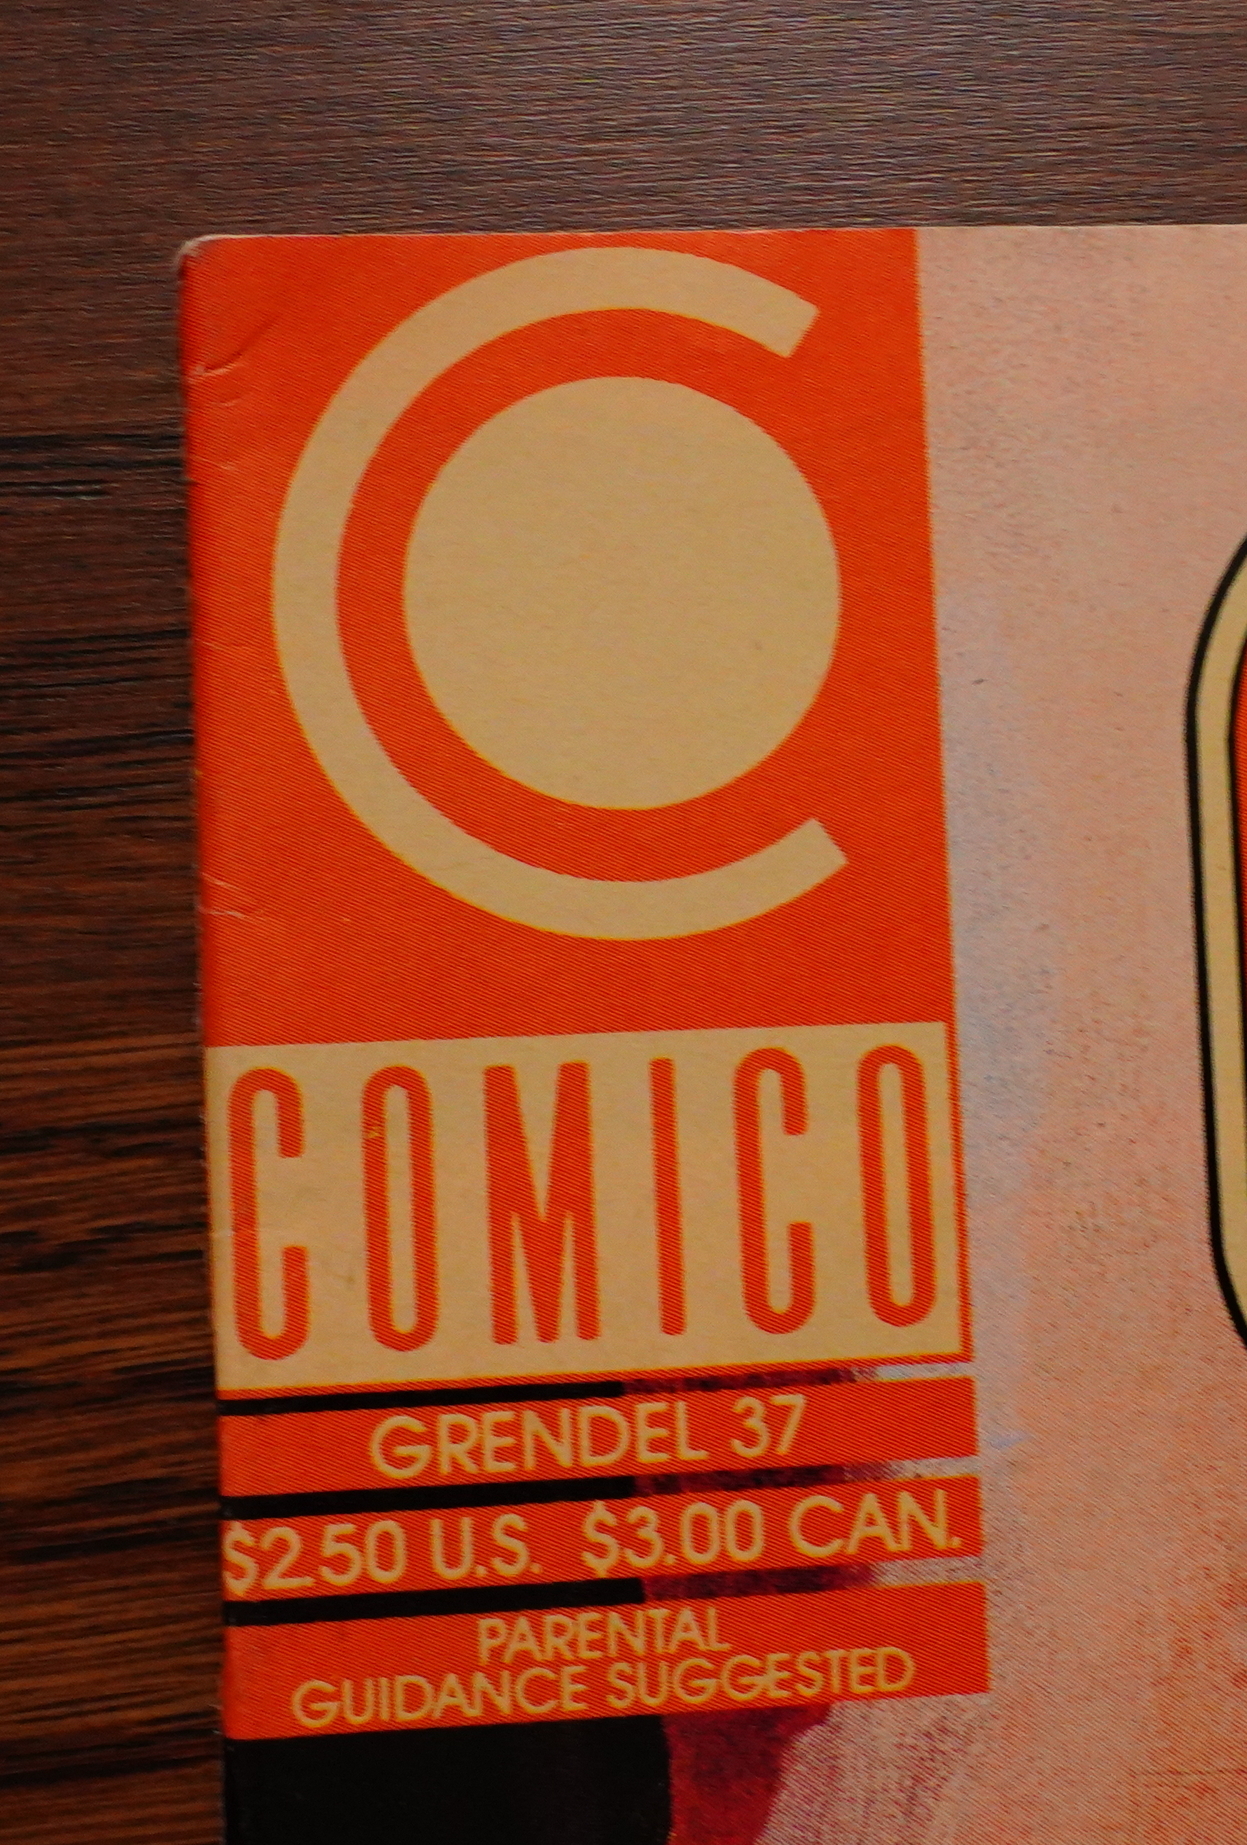 COMICO
GRENDEL 37
$2.50 U.S. $3.00 CAN.
PARENTAL
GUIDANCE SUGGESTED